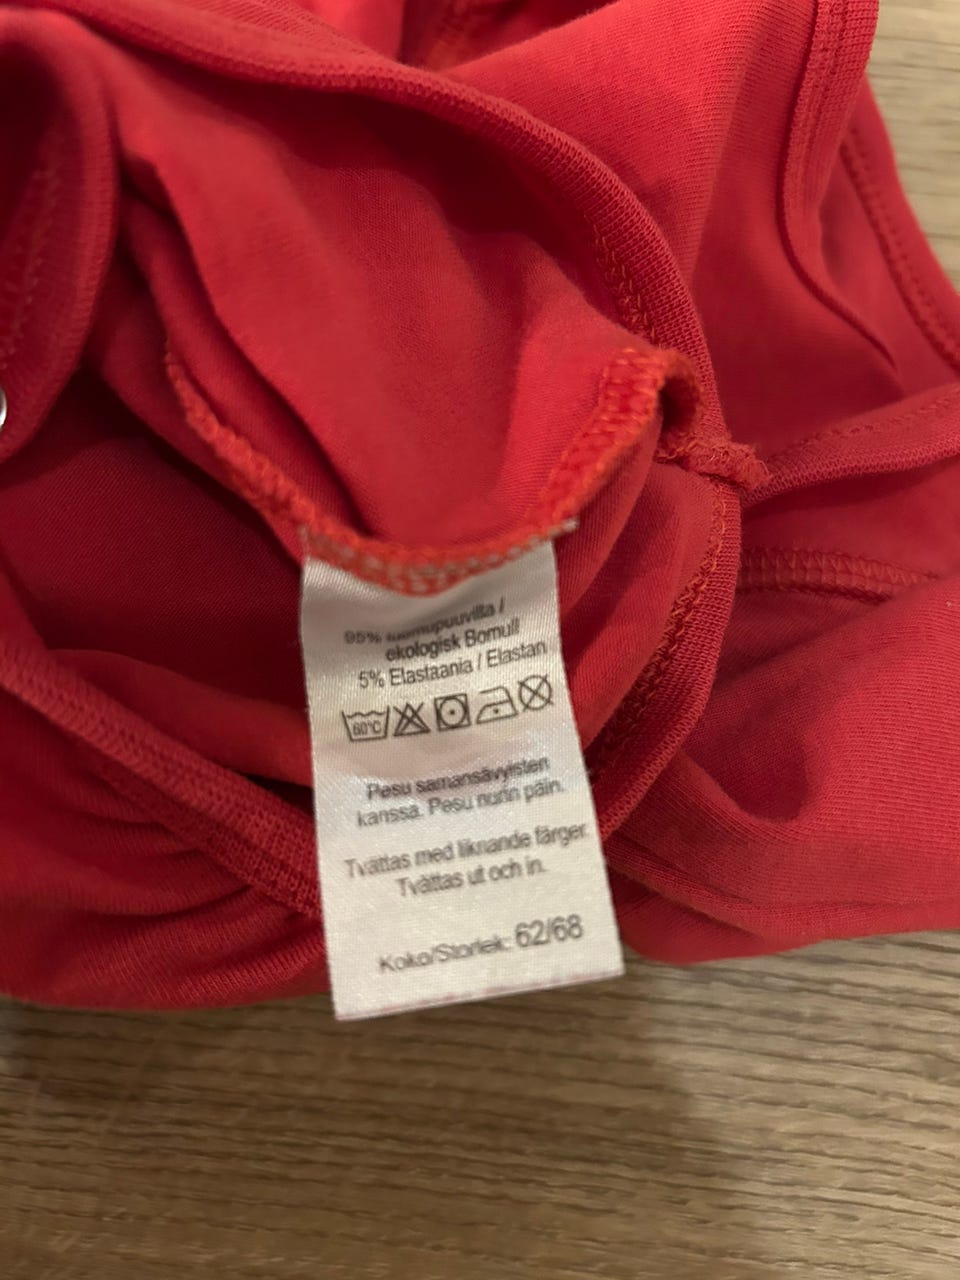 95% luomupuuvilla /
ekologisk Bomull
5% Elastaania / Elastan
60°C
Pesu samansävyisten
kanssa. Pesu nurin päin.
Tvättas med liknande färger.
Tvättas ut och in.
Koko/Storlek: 62/68